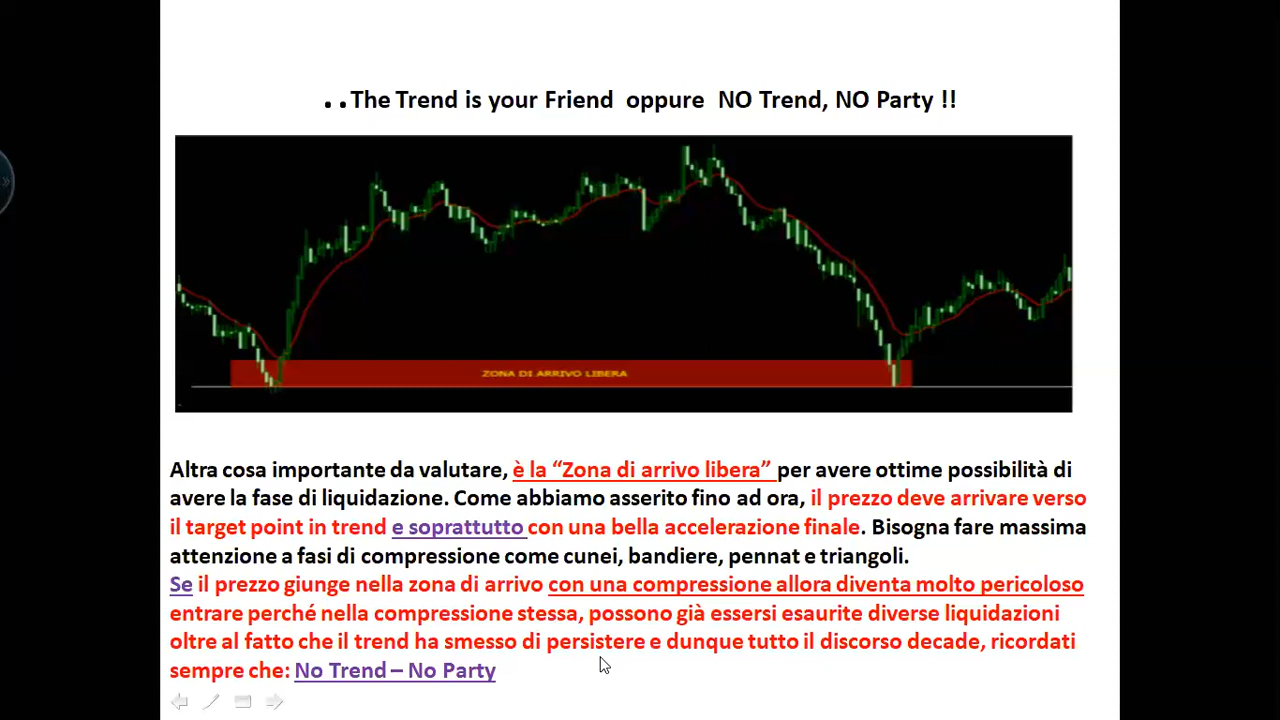 ..The Trend is your Friend oppure NO Trend, NO Party !!
ZONA DI ARRIVO LIBERA
Altra cosa importante da valutare, è la “Zona di arrivo libera” per avere ottime possibilità di
avere la fase di liquidazione. Come abbiamo asserito fino ad ora, il prezzo deve arrivare verso
il target point in trend e soprattutto con una bella accelerazione finale. Bisogna fare massima
attenzione a fasi di compressione come cunei, bandiere, pennat e triangoli.
Se il prezzo giunge nella zona di arrivo con una compressione allora diventa molto pericoloso
entrare perché nella compressione stessa, possono già essersi esaurite diverse liquidazioni
oltre al fatto che il trend ha smesso di persistere e dunque tutto il discorso decade, ricordati
sempre che: No Trend – No Party